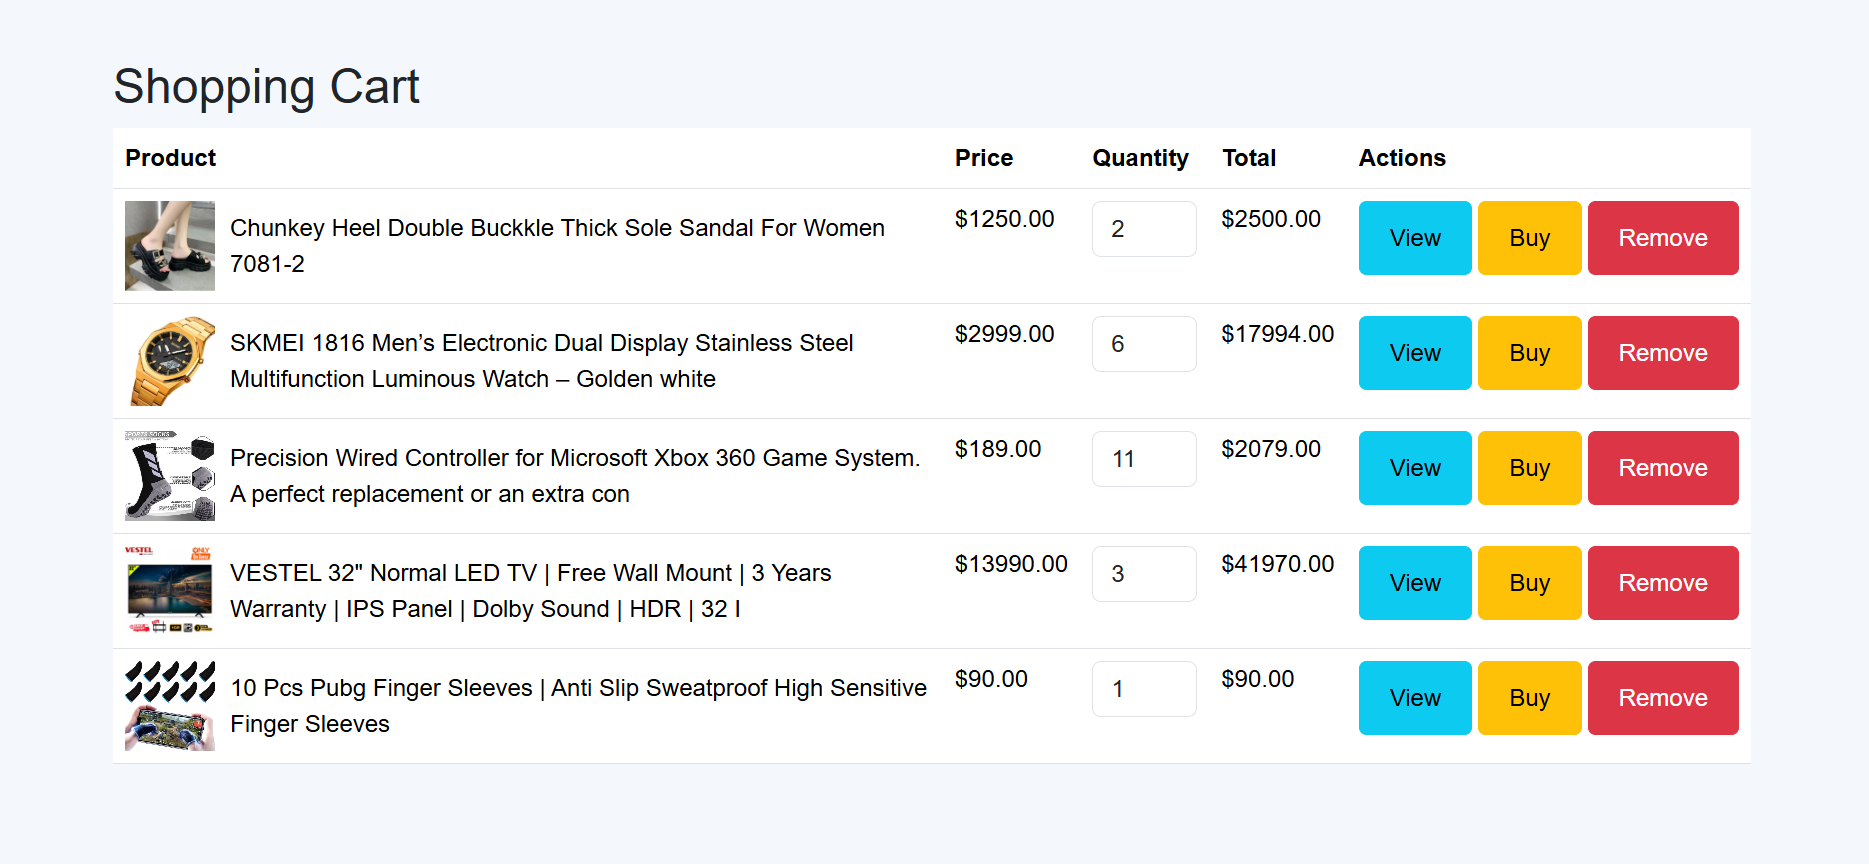 Shopping Cart
Product Price Quantity Total Actions
Chunkey Heel Double Buckkle Thick Sole Sandal For Women
7081-2
$1250.00 2 $2500.00 View Buy Remove
SKMEI 1816 Men’s Electronic Dual Display Stainless Steel
Multifunction Luminous Watch – Golden white
$2999.00 6 $17994.00 View Buy Remove
Precision Wired Controller for Microsoft Xbox 360 Game System.
A perfect replacement or an extra con
$189.00 11 $2079.00 View Buy Remove
VESTEL
ONLY
VESTEL 32" Normal LED TV | Free Wall Mount | 3 Years
Warranty | IPS Panel | Dolby Sound | HDR | 32 I
$13990.00 3 $41970.00 View Buy Remove
10 Pcs Pubg Finger Sleeves | Anti Slip Sweatproof High Sensitive
Finger Sleeves
$90.00 1 $90.00 View Buy Remove